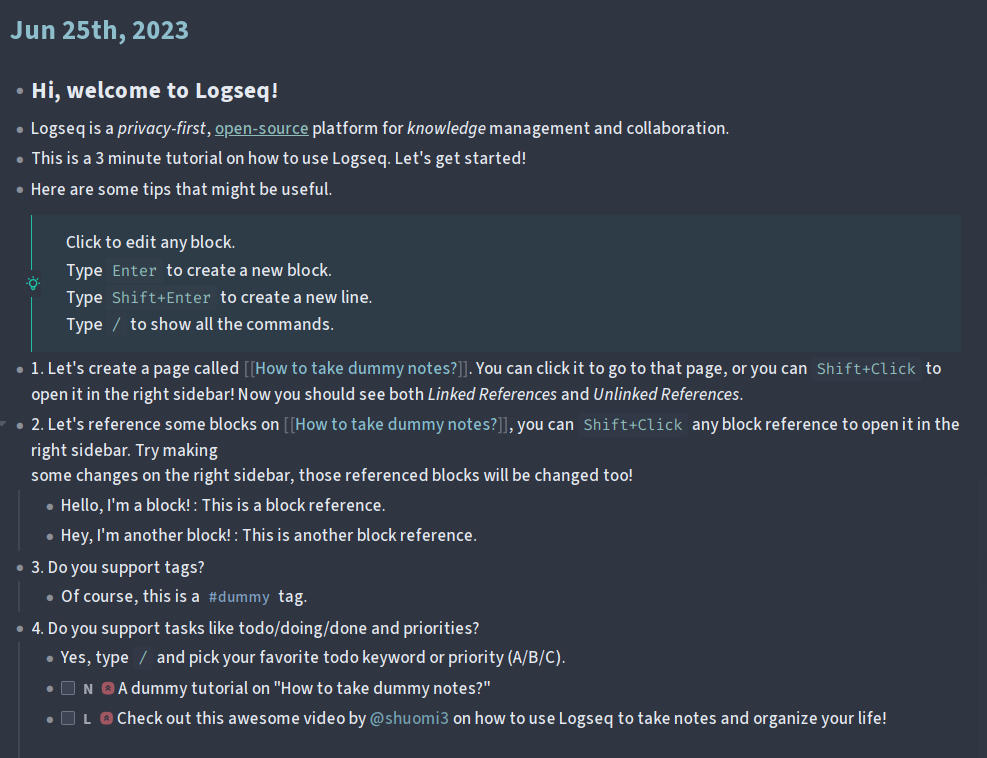 Jun 25th, 2023
Hi, welcome to Logseq!
Logseq is a privacy-first, open-source platform for knowledge management and collaboration.
This is a 3 minute tutorial on how to use Logseq. Let's get started!
Here are some tips that might be useful.
Click to edit any block.
Type Enter to create a new block.
Type Shift+Enter to create a new line.
Type / to show all the commands.
1. Let's create a page called [[How to take dummy notes?]]. You can click it to go to that page, or you can Shift+Click to
open it in the right sidebar! Now you should see both Linked References and Unlinked References.
2. Let's reference some blocks on [[How to take dummy notes?]], you can Shift+Click any block reference to open it in the
right sidebar. Try making
some changes on the right sidebar, those referenced blocks will be changed too!
Hello, I'm a block! : This is a block reference.
Hey, I'm another block! : This is another block reference.
3. Do you support tags?
Of course, this is a #dummy tag.
4. Do you support tasks like todo/doing/done and priorities?
Yes, type / and pick your favorite todo keyword or priority (A/B/C).
N A dummy tutorial on "How to take dummy notes?"
L Check out this awesome video by @shuomi3 on how to use Logseq to take notes and organize your life!